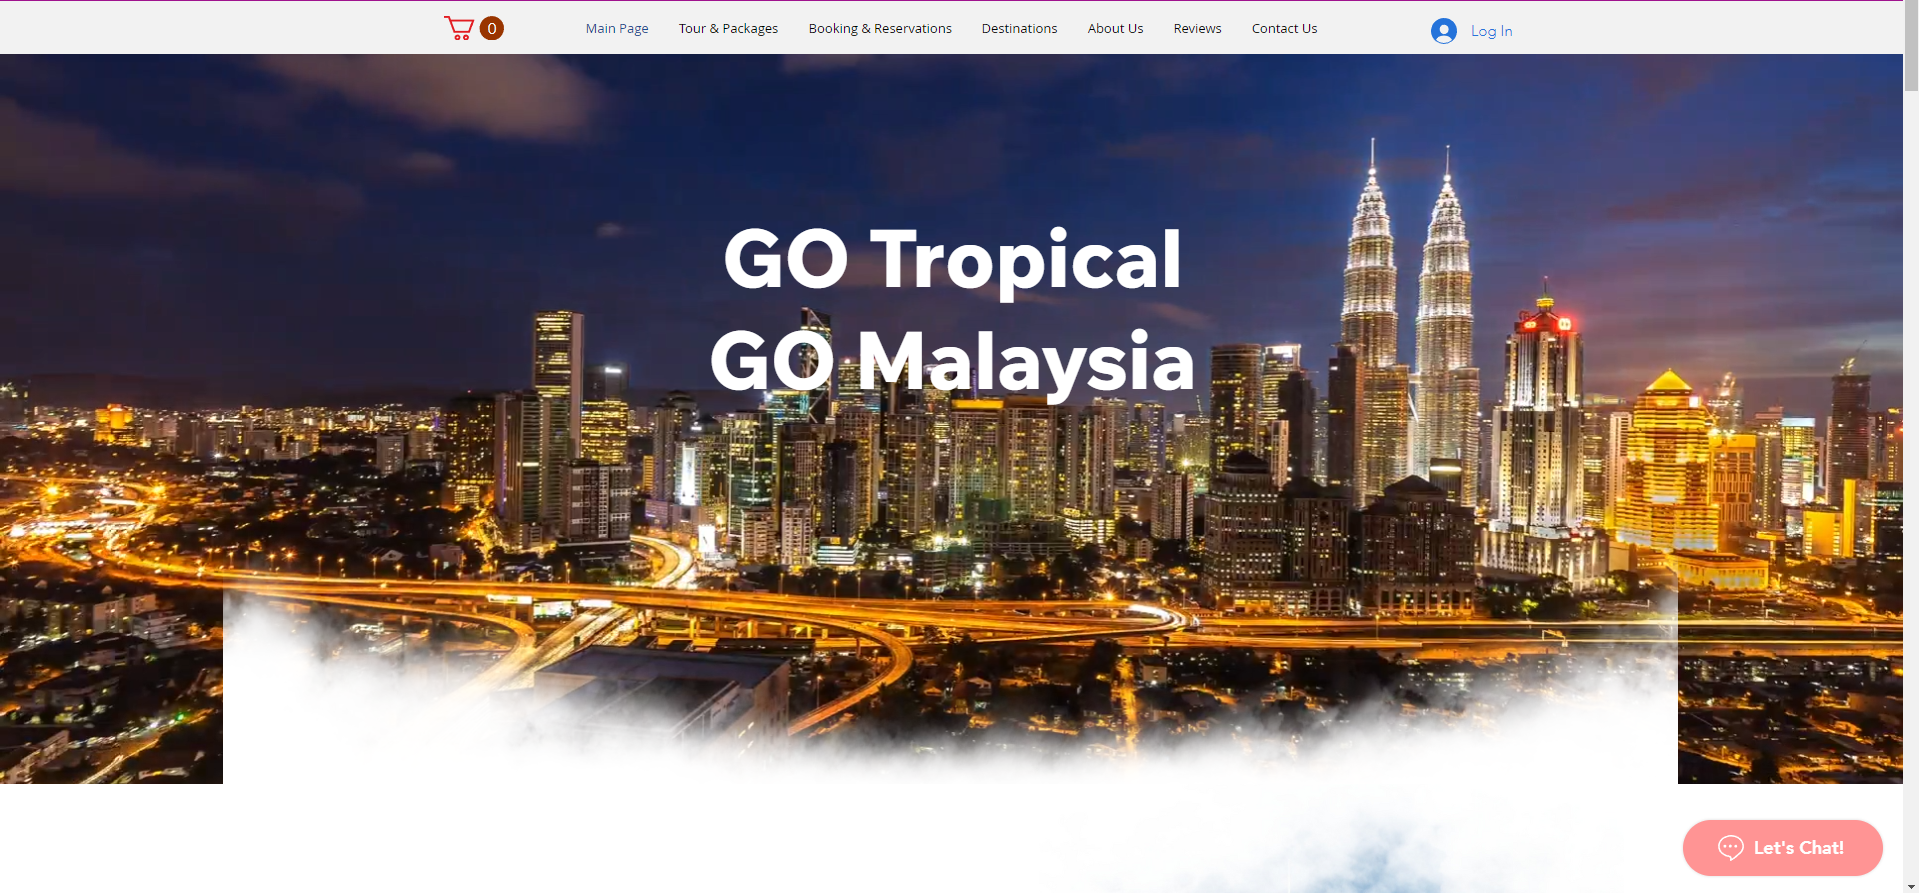 0
Main Page
Tour & Packages
Booking & Reservations
Destinations
About Us
Reviews
Contact Us
Log In
GO Tropical
GO Malaysia
Let's Chat!